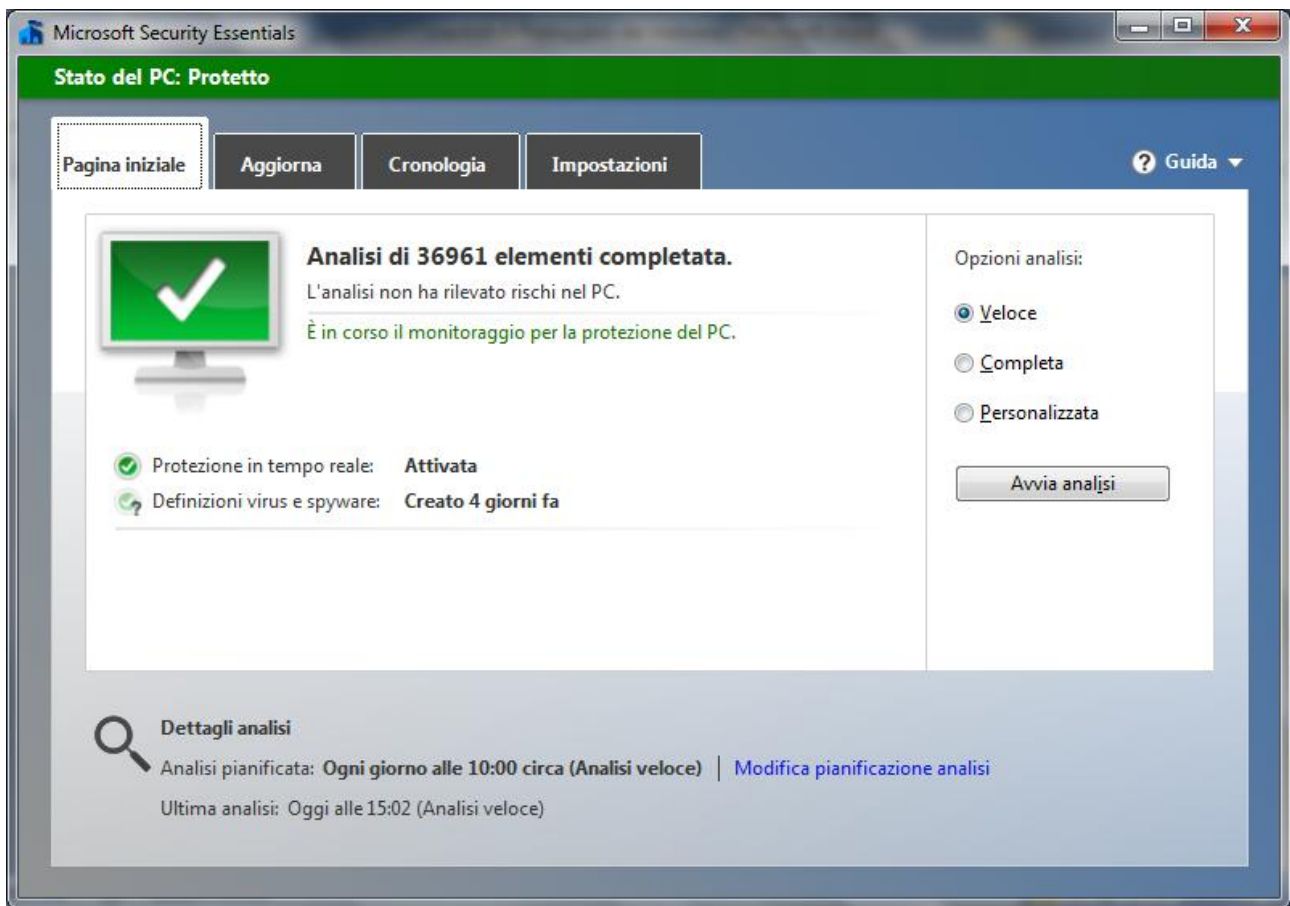 Microsoft Security Essentials
Stato del PC: Protetto
Pagina iniziale
Aggiorna
Cronologia
Impostazioni
Guida
Analisi di 36961 elementi completata.
L'analisi non ha rilevato rischi nel PC.
È in corso il monitoraggio per la protezione del PC.
Protezione in tempo reale: Attivata
Definizioni virus e spyware: Creato 4 giorni fa
Opzioni analisi:
Veloce
Completa
Personalizzata
Avvia analisi
Dettagli analisi
Analisi pianificata: Ogni giorno alle 10:00 circa (Analisi veloce) | Modifica pianificazione analisi
Ultima analisi: Oggi alle 15:02 (Analisi veloce)